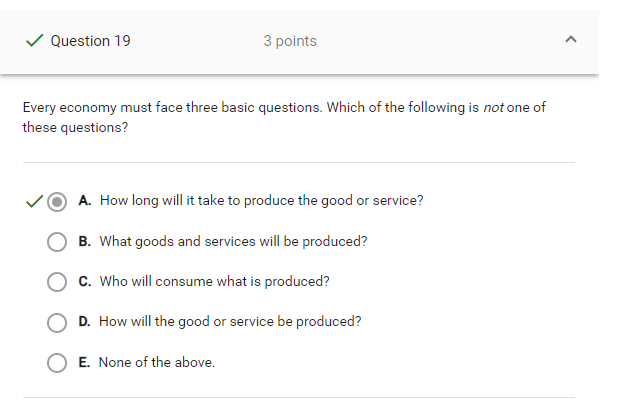 Question 19 3 points
Every economy must face three basic questions. Which of the following is not one of
these questions?
A. How long will it take to produce the good or service?
B. What goods and services will be produced?
C. Who will consume what is produced?
D. How will the good or service be produced?
E. None of the above.